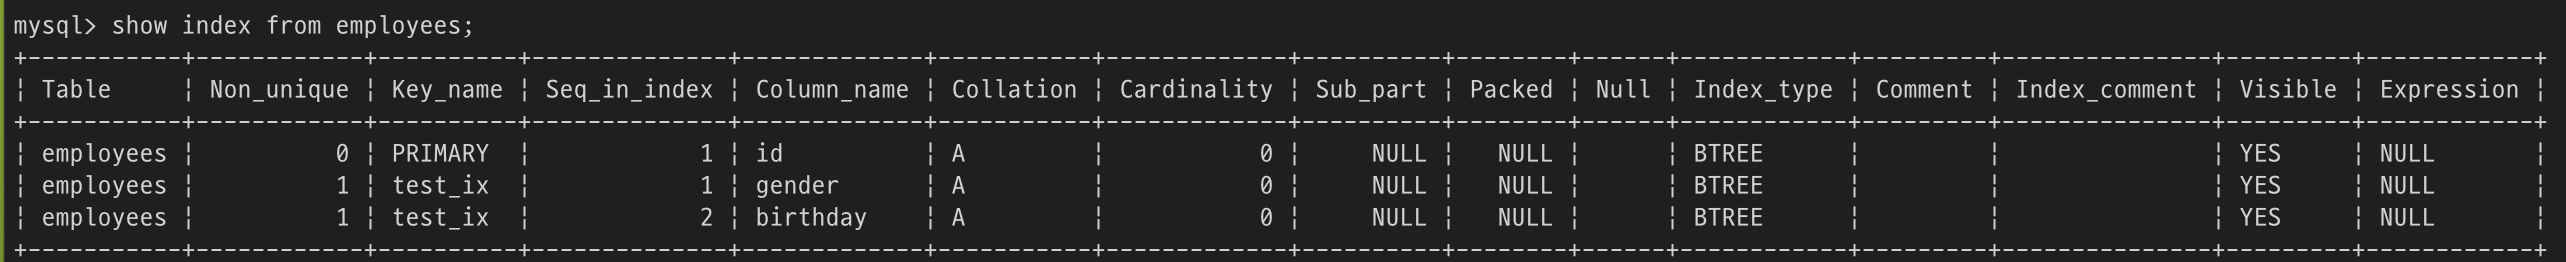 mysql> show index from employees;
+-----------+------------+----------+--------------+-------------+-----------+-------------+----------+--------+------+------------+---------+---------------+---------+------------+
| Table     | Non_unique | Key_name | Seq_in_index | Column_name | Collation | Cardinality | Sub_part | Packed | Null | Index_type | Comment | Index_comment | Visible | Expression |
+-----------+------------+----------+--------------+-------------+-----------+-------------+----------+--------+------+------------+---------+---------------+---------+------------+
| employees |          0 | PRIMARY  |            1 | id          | A         |           0 |     NULL |   NULL |      | BTREE      |         |               | YES     | NULL       |
| employees |          1 | test_ix  |            1 | gender      | A         |           0 |     NULL |   NULL |      | BTREE      |         |               | YES     | NULL       |
| employees |          1 | test_ix  |            2 | birthday    | A         |           0 |     NULL |   NULL |      | BTREE      |         |               | YES     | NULL       |
+-----------+------------+----------+--------------+-------------+-----------+-------------+----------+--------+------+------------+---------+---------------+---------+------------+